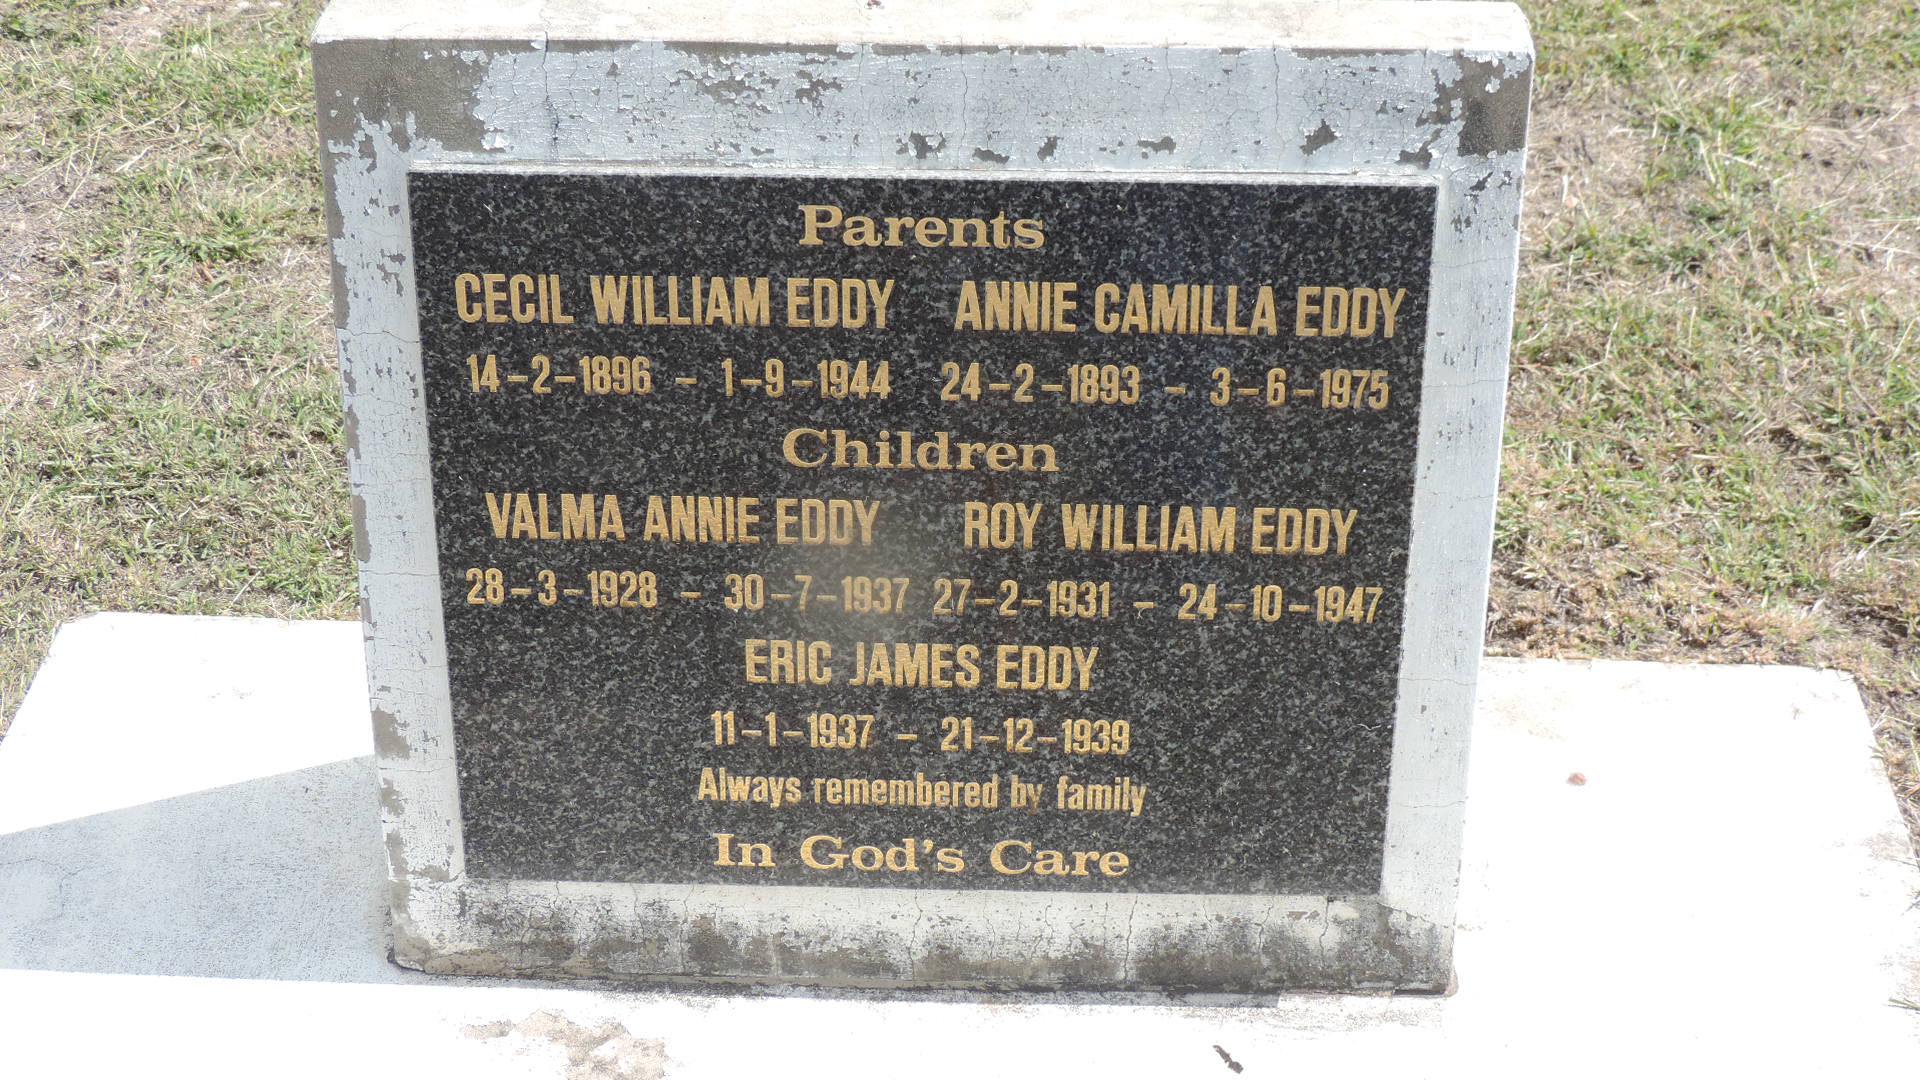 Parents
CECIL WILLIAM EDDY ANNIE CAMILLA EDDY
14-2-1896 - 1-9-1944 24-2-1893 - 3-6-1975
Children
VALMA ANNIE EDDY ROY WILLIAM EDDY
28-3-1928 - 30-7-1937 27-2-1931 - 24-10-1947
ERIC JAMES EDDY
11-1-1937 - 21-12-1939
Always remembered by family
In God's Care